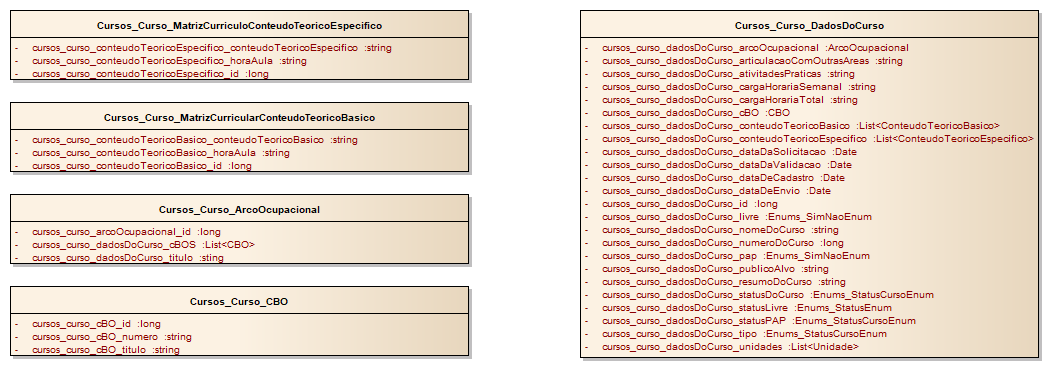 Cursos_Curso_MatrizCurriculoConteudoTeoricoEspecifico
- cursos_curso_conteudoTeoricoEspecifico_conteudoTeoricoEspecifico :string
- cursos_curso_conteudoTeoricoEspecifico_horaAula :string
- cursos_curso_conteudoTeoricoEspecifico_id :long
Cursos_Curso_MatrizCurricularConteudoTeoricoBasico
- cursos_curso_conteudoTeoricoBasico_conteudoTeoricoBasico :string
- cursos_curso_conteudoTeoricoBasico_horaAula :string
- cursos_curso_conteudoTeoricoBasico_id :long
Cursos_Curso_ArcoOcupacional
- cursos_curso_arcoOcupacional_id :long
- cursos_curso_dadosDoCurso_cBOS :List<CBO>
- cursos_curso_dadosDoCurso_titulo :sting
Cursos_Curso_CBO
- cursos_curso_cBO_id :long
- cursos_curso_cBO_numero :string
- cursos_curso_cBO_titulo :string
Cursos_Curso_DadosDoCurso
- cursos_curso_dadosDoCurso_arcoOcupacional :ArcoOcupacional
- cursos_curso_dadosDoCurso_articulacaoComOutrasAreas :string
- cursos_curso_dadosDoCurso_ativitadesPraticas :string
- cursos_curso_dadosDoCurso_cargaHorariaSemanal :string
- cursos_curso_dadosDoCurso_cargaHorariaTotal :string
- cursos_curso_dadosDoCurso_cBO :CBO
- cursos_curso_dadosDoCurso_conteudoTeoricoBasico :List<ConteudoTeoricoBasico>
- cursos_curso_dadosDoCurso_conteudoTeoricoEspecifico :List<ConteudoTeoricoEspecifico>
- cursos_curso_dadosDoCurso_dataDaSolicitacao :Date
- cursos_curso_dadosDoCurso_dataDaValidacao :Date
- cursos_curso_dadosDoCurso_dataDeCadastro :Date
- cursos_curso_dadosDoCurso_dataDeEnvio :Date
- cursos_curso_dadosDoCurso_id :long
- cursos_curso_dadosDoCurso_livre :Enums_SimNaoEnum
- cursos_curso_dadosDoCurso_nomeDoCurso :string
- cursos_curso_dadosDoCurso_numeroDoCurso :long
- cursos_curso_dadosDoCurso_pap :Enums_SimNaoEnum
- cursos_curso_dadosDoCurso_publicoAlvo :string
- cursos_curso_dadosDoCurso_resumoDoCurso :string
- cursos_curso_dadosDoCurso_statusDoCurso :Enums_StatusCursoEnum
- cursos_curso_dadosDoCurso_statusLivre :Enums_StatusEnum
- cursos_curso_dadosDoCurso_statusPAP :Enums_StatusCursoEnum
- cursos_curso_dadosDoCurso_tipo :Enums_StatusCursoEnum
- cursos_curso_dadosDoCurso_unidades :List<Unidade>